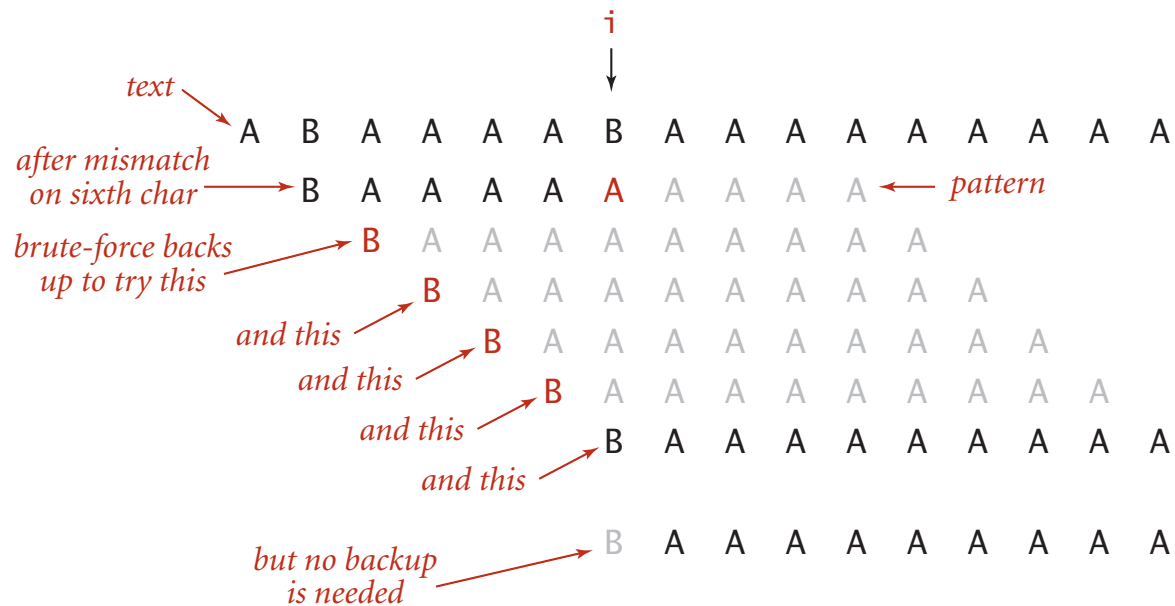 i
text
A B A A A A B A A A A A A A A A
after mismatch
on sixth char
B A A A A A A A A A
pattern
brute-force backs
up to try this
B A A A A A A A A A
and this
B A A A A A A A A A
and this
B A A A A A A A A A
and this
B A A A A A A A A A
and this
B A A A A A A A A A
but no backup
is needed
B A A A A A A A A A